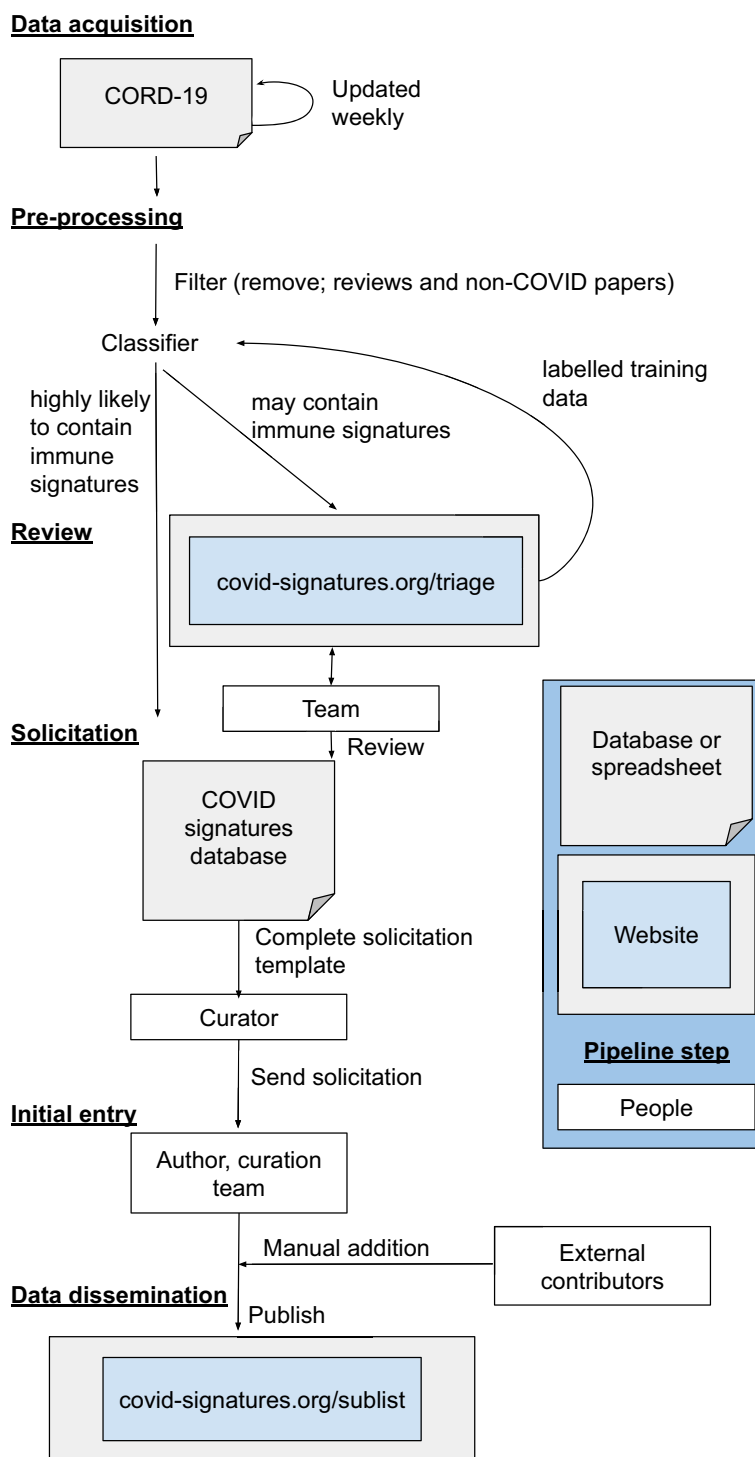 Data acquisition
CORD-19
Updated
weekly
Pre-processing
Filter (remove; reviews and non-COVID papers)
Classifier
labelled training
data
highly likely
to contain
immune
signatures
may contain
immune signatures
Review
covid-signatures.org/triage
Team
Solicitation
Review
COVID
signatures
database
Complete solicitation
template
Curator
Send solicitation
Initial entry
Author, curation
team
Manual addition
External
contributors
Data dissemination
Publish
covid-signatures.org/sublist
Database or
spreadsheet
Website
Pipeline step
People